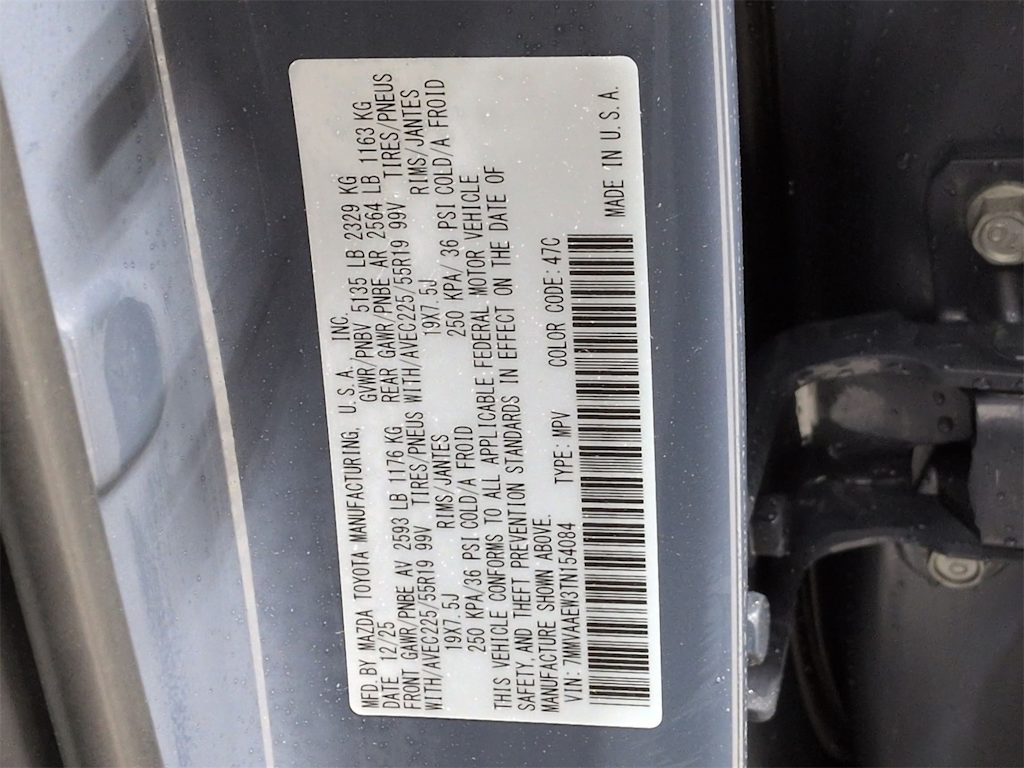 MFD.BY MAZDA TOYOTA MANUFACTURING, U.S.A. INC.
DATE 12/25 GVWR/PNBV 5135 LB 2329 KG
FRONT GAWR/PNBE AV 2593 LB 1176 KG REAR GAWR/PNBE AR 2564 LB 1163 KG
WITH/AVEC225/55R19 99V TIRES/PNEUS WITH/AVEC225/55R19 99V TIRES/PNEUS
19X7.5J RIMS/JANTES 19X7.5J RIMS/JANTES
250 KPA/36 PSI COLD/A FROID 250 KPA/ 36 PSI COLD/A FROID
THIS VEHICLE CONFORMS TO ALL APPLICABLE FEDERAL MOTOR VEHICLE
SAFETY, AND THEFT PREVENTION STANDARDS IN EFFECT ON THE DATE OF
MANUFACTURE SHOWN ABOVE.
VIN: 7MMVAAEW3TN154084 TYPE: MPV COLOR CODE: 47C
MADE IN U.S.A.